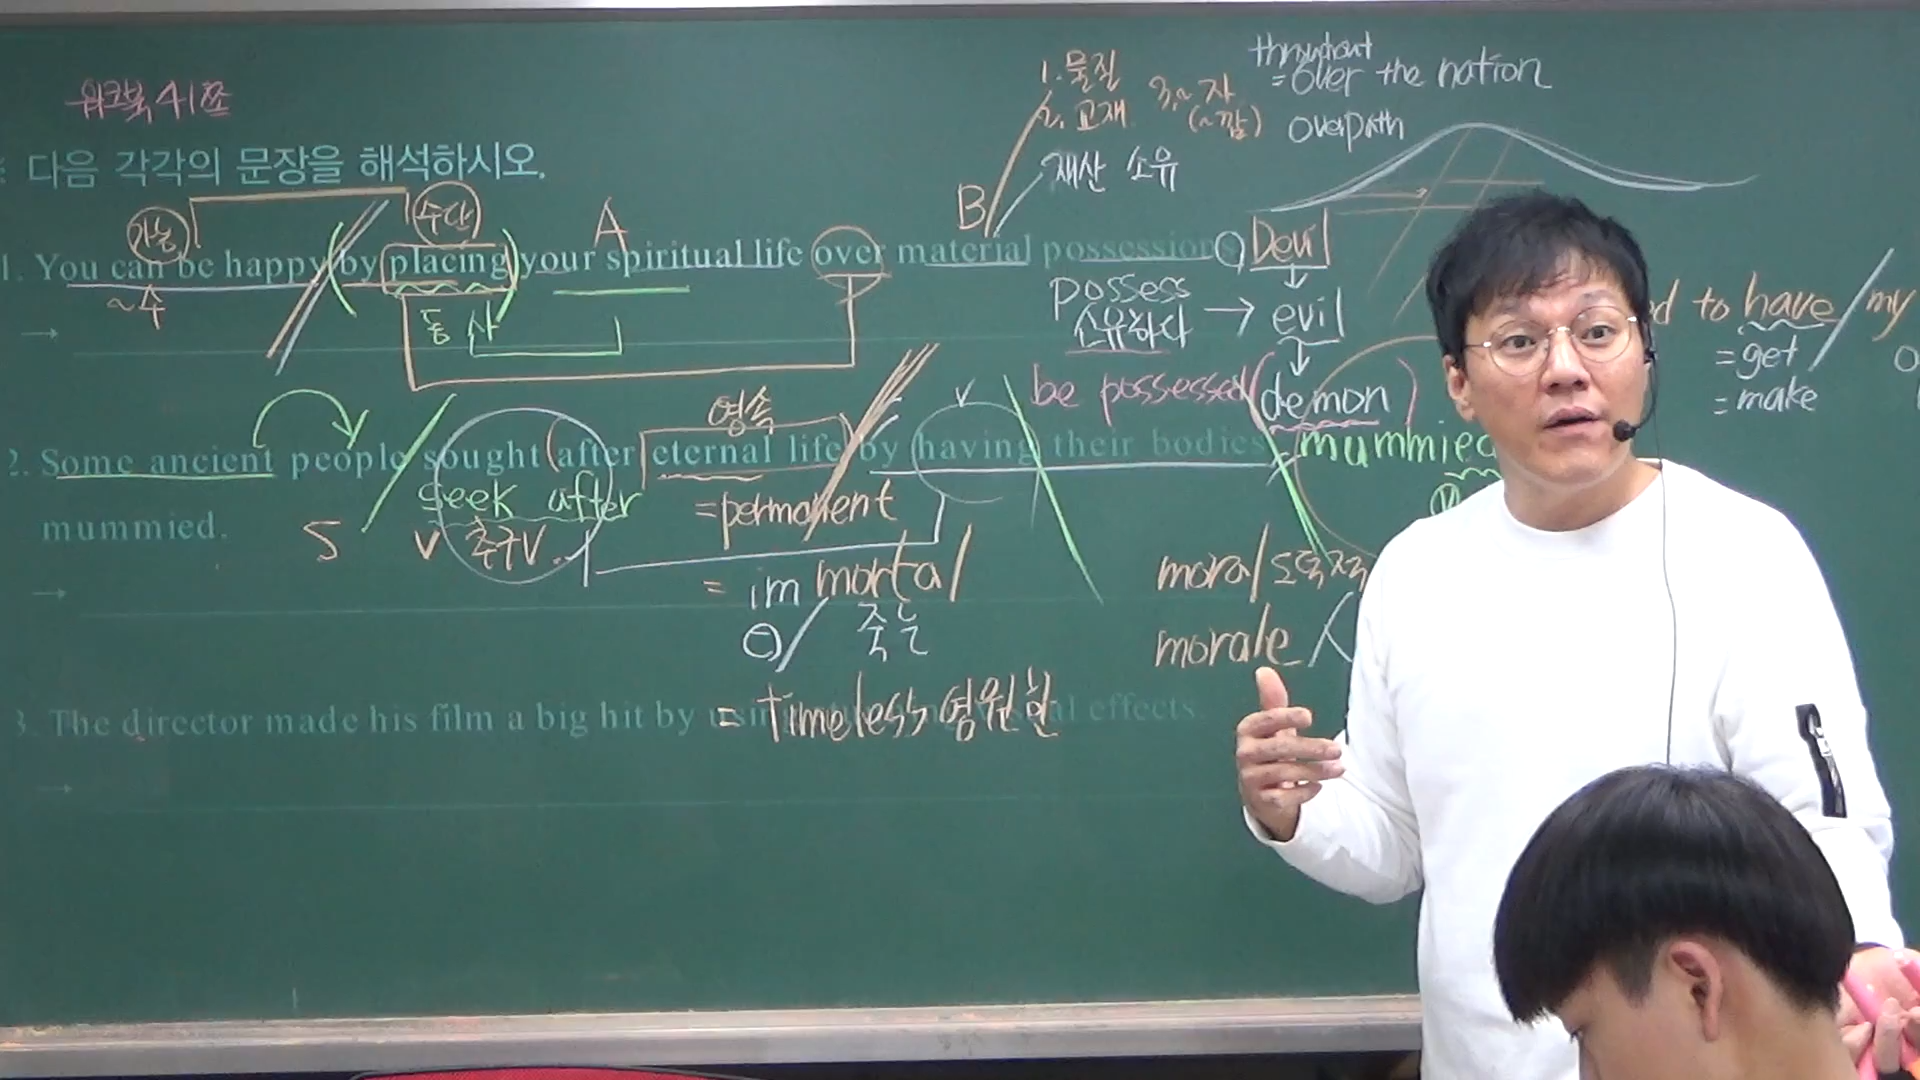 워크북 41쪽
다음 각각의 문장을 해석하시오.
1. 물질
2. 교재
3. ~자
(~감)
재산 소유
throughout
= over the nation
overpath
가능
수단
A
B
1. You can be happy by placing your spiritual life over material possessions
~수
동사
possess
소유하다
→ evil
Devil
be possessed
demon
to have / my
= get
= make
영속
2. Some ancient people sought after eternal life by having their bodies mummied
mummied.
S
V
seek after
추구V.
= permanent
= immortal
죽는
= timeless 영원한
moral 도덕적
morale
3. The director made his film a big hit by effects.
→